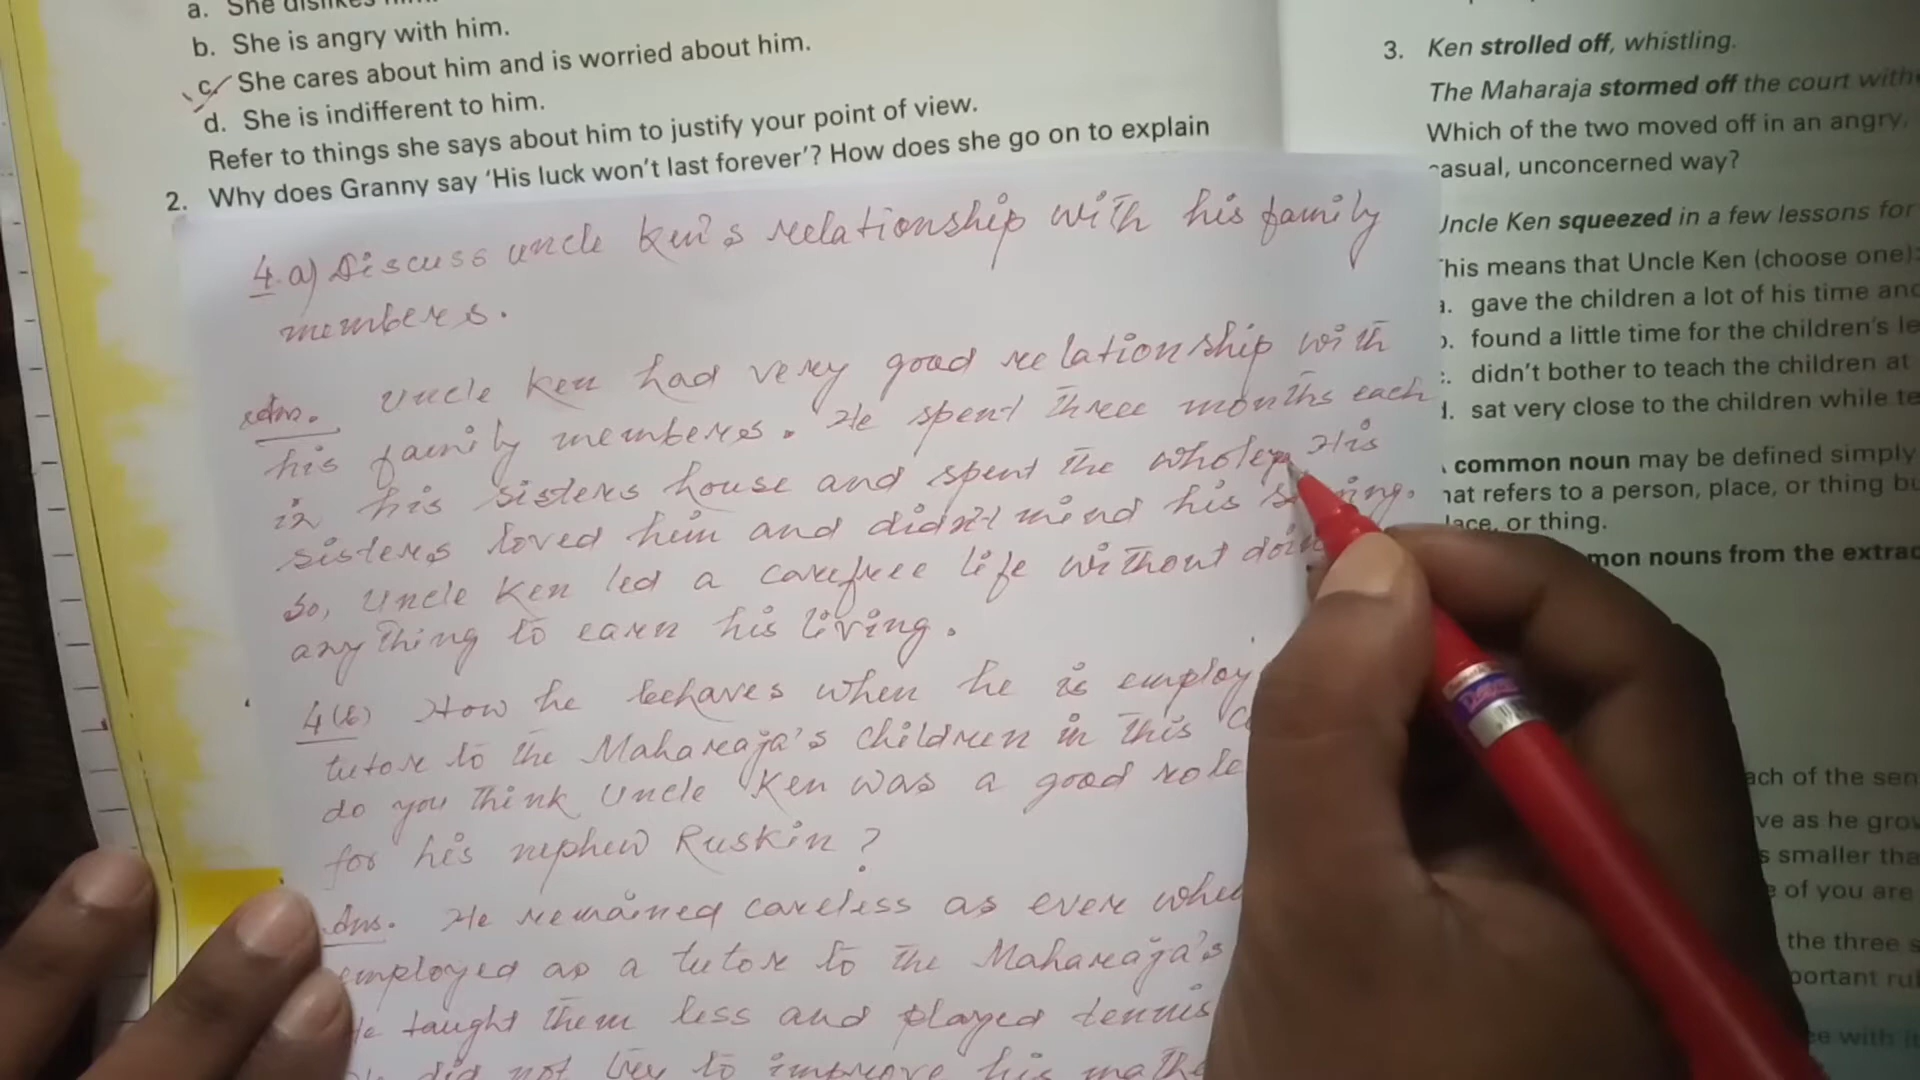 a. She dislikes him.
b. She is angry with him.
c. She cares about him and is worried about him.
d. She is indifferent to him.
Refer to things she says about him to justify your point of view.
2. Why does Granny say 'His luck won't last forever'? How does she go on to explain
4.a) Discuss uncle Ken's relationship with his family
members.
Ans. Uncle Ken had very good relationship with
his family members. He spent three months each
in his sisters house and spent the whole His
sisters loved him and didn't mind his
So, Uncle Ken led a carefree life without
any thing to earn his living.
4(b) How he behaves when he is employ
tutor to the Maharaja's children in this
do you think Uncle Ken was a good role
for his nephew Ruskin?
Ans. He remained careless as ever
employed as a tutor to the Maharaja's
He taught them less and played tennis
did not try to improve his
3. Ken strolled off, whistling.
The Maharaja stormed off the court
Which of the two moved off in an angry,
casual, unconcerned way?
Uncle Ken squeezed in a few lessons for
This means that Uncle Ken (choose one):
a. gave the children a lot of his time and
b. found a little time for the children's
c. didn't bother to teach the children at
d. sat very close to the children while
common noun may be defined simply
that refers to a person, place, or thing
place, or thing.
mon nouns from the
each of the
ve as he
smaller
of you are
the three
portant
with